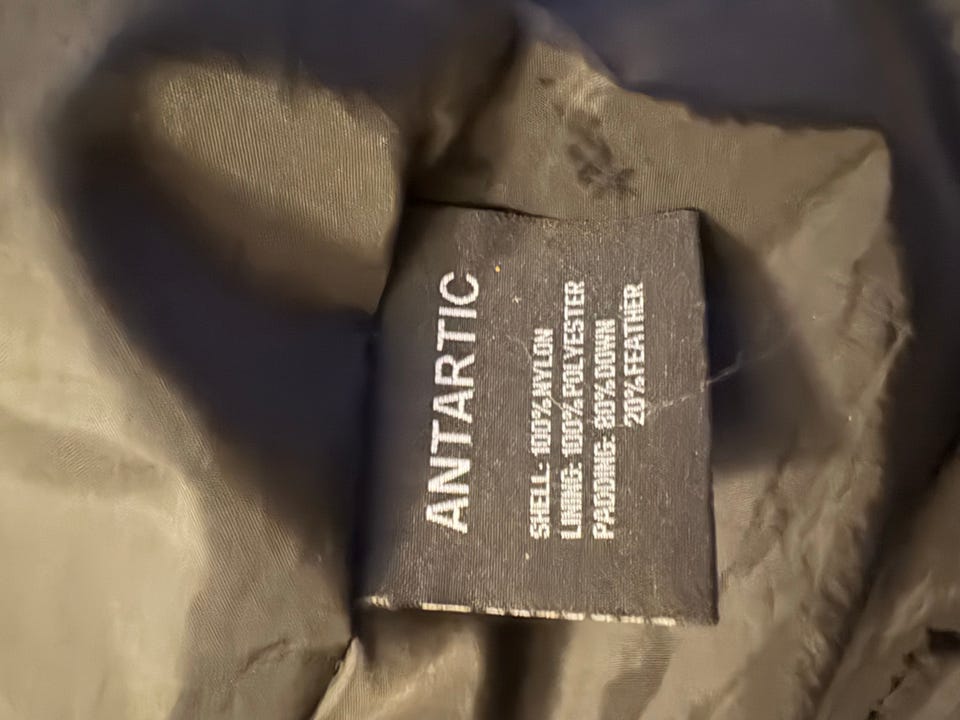 ANTARTIC
SHELL: 100% NYLON
LINING: 100% POLYESTER
PADDING: 80% DOWN
20% FEATHER